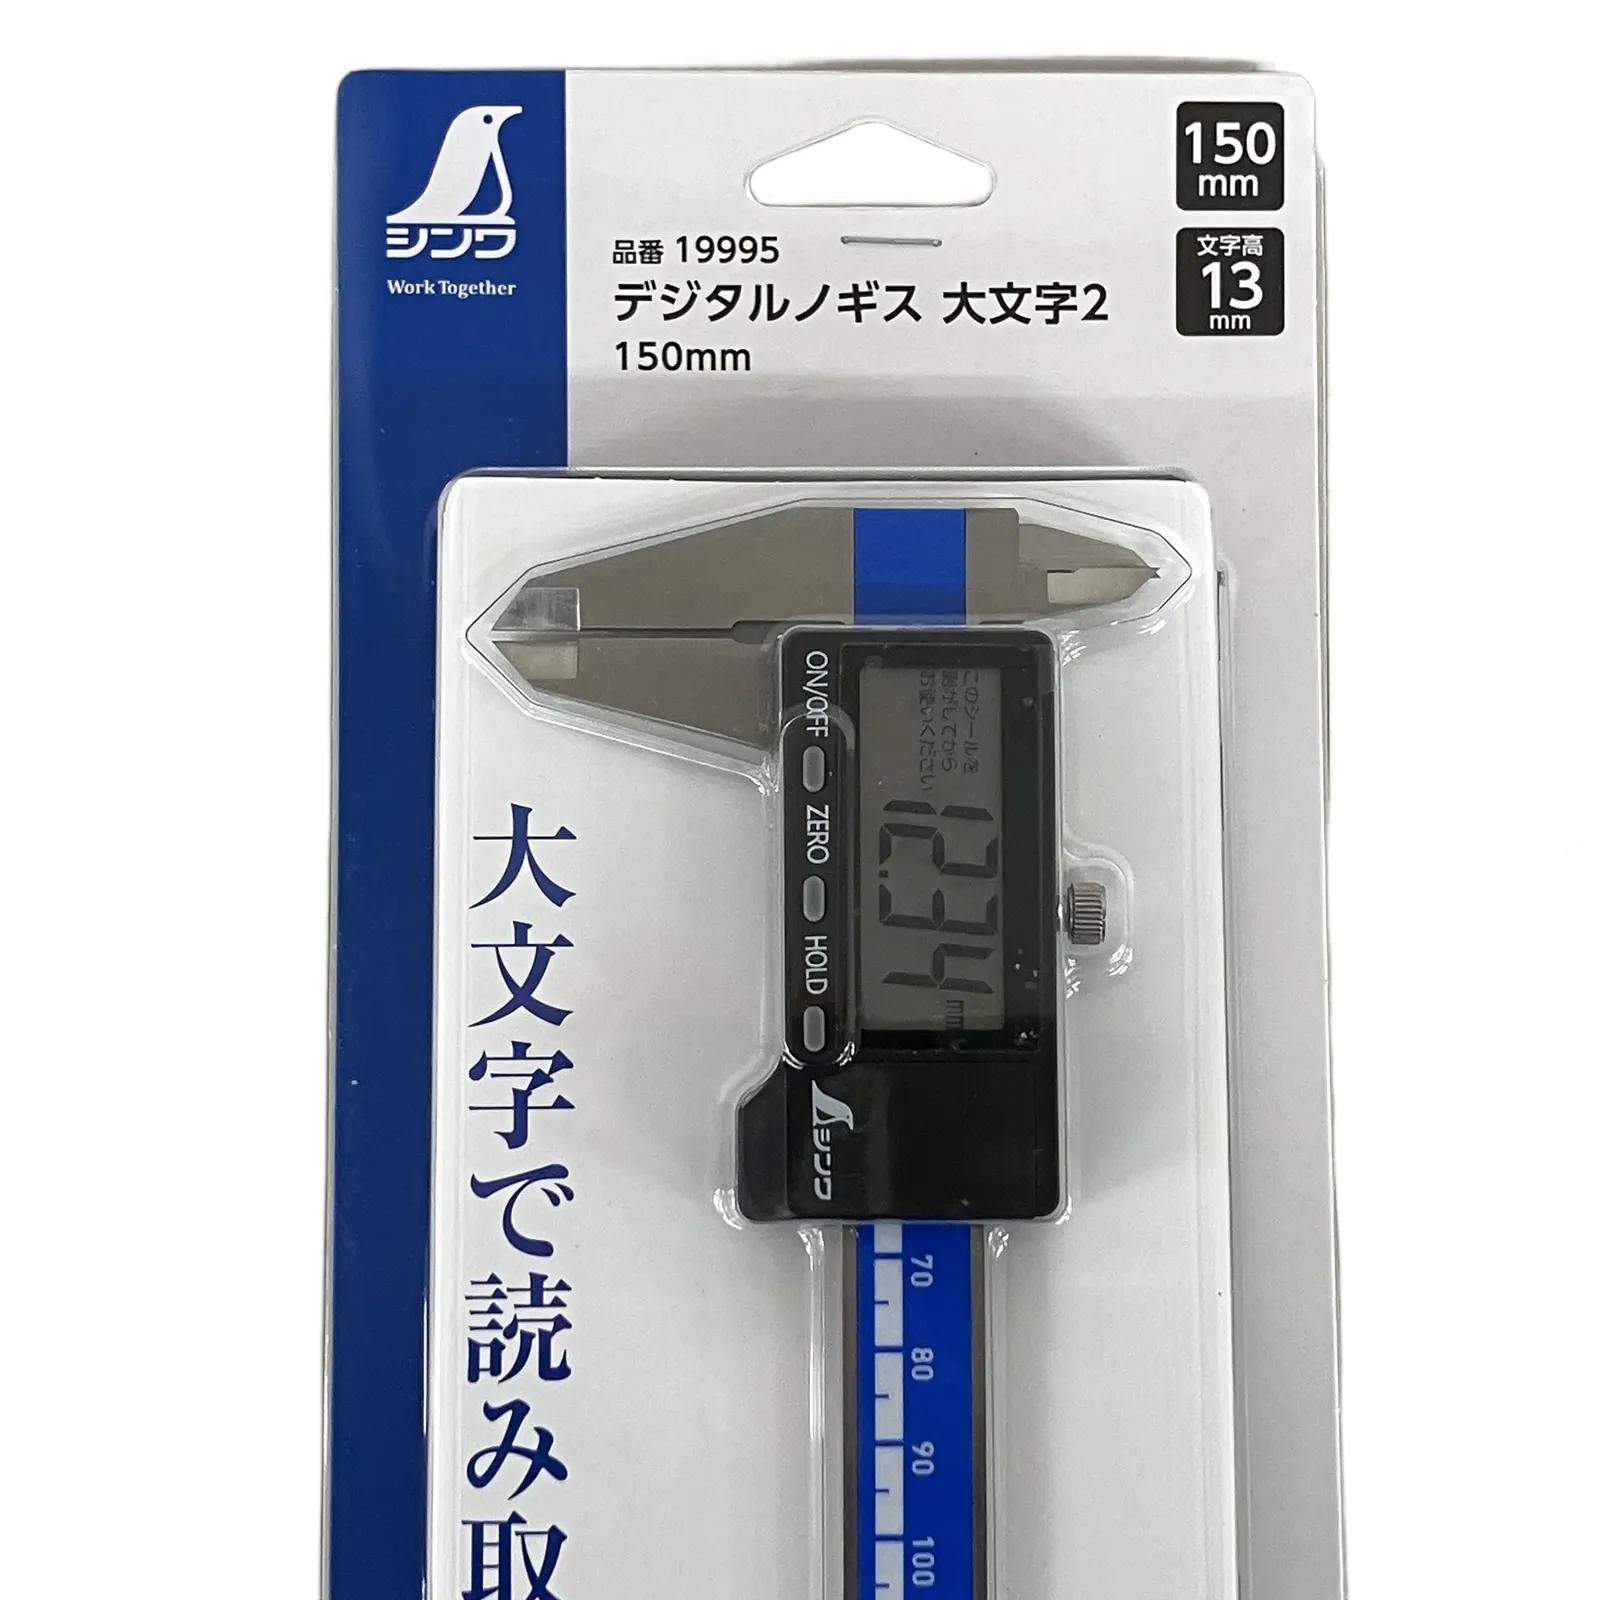 シンワ
Work Together
品番 19995
デジタルノギス 大文字2
150mm
150
mm
文字高
13
mm
大文字で読み取
ON/OFF ZERO HOLD
このシールを
剥がしてから
お使いください
12.34 mm
シンワ
70
80
90
100